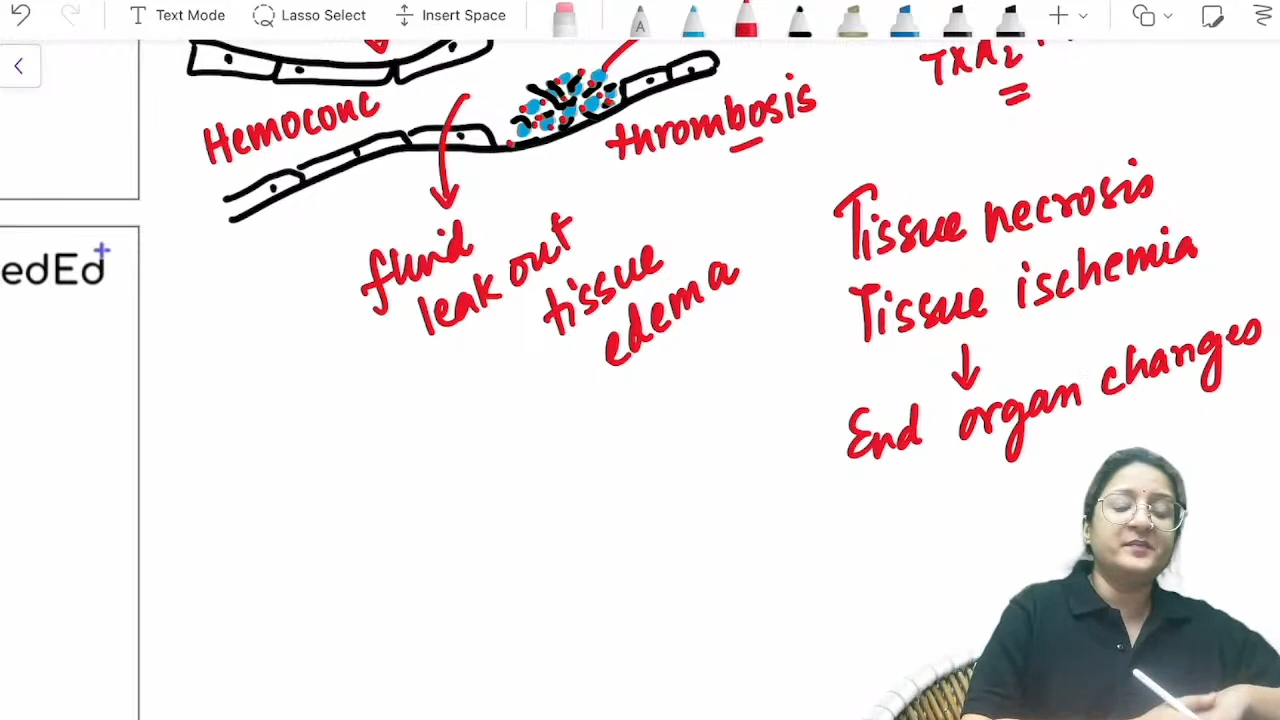 Text Mode
Lasso Select
Insert Space
A
TXA2
Hemoconc
thrombosis
edEd+
fluid
leak out
tissue
edema
Tissue necrosis
Tissue ischemia
↓
End organ changes